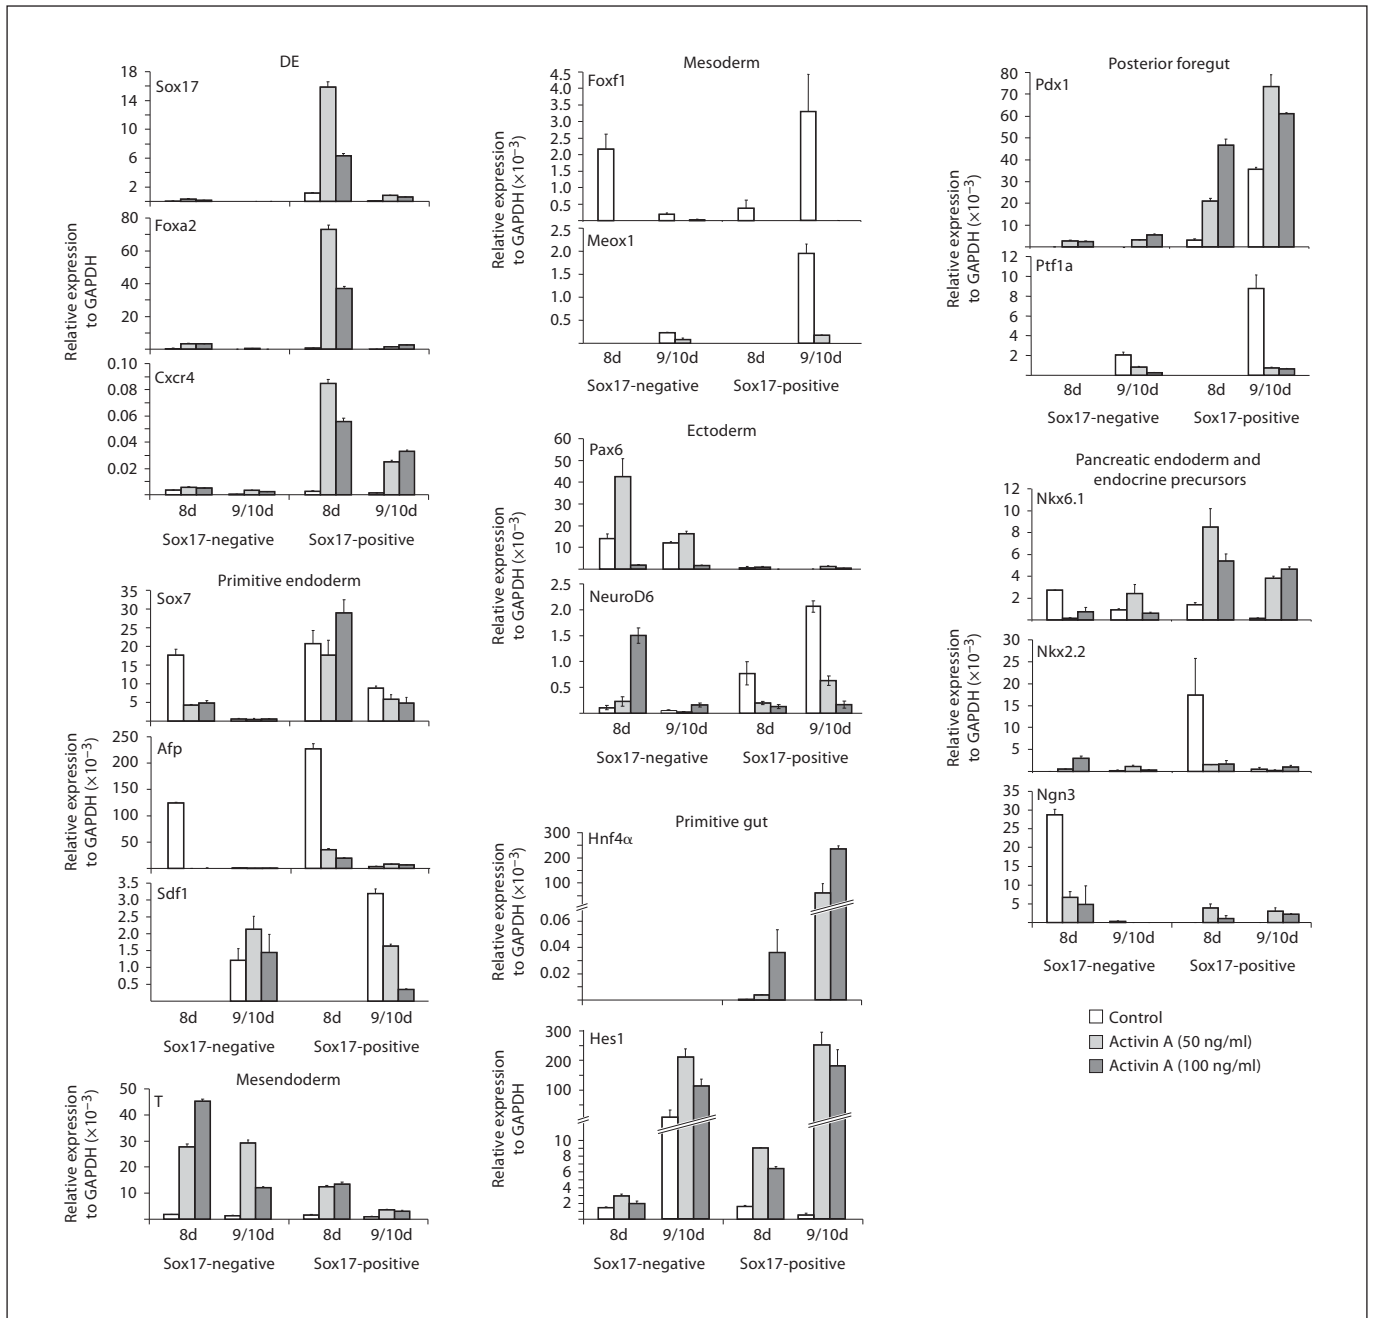 DE
Sox17
18
16
14
10
6
2
Foxa2
80
60
40
20
Relative expression
to GAPDH
Cxcr4
0.10
0.08
0.06
0.04
0.02
8d 9/10d 8d 9/10d
Sox17-negative Sox17-positive
Primitive endoderm
Sox7
35
30
25
20
15
10
5
Afp
250
200
150
100
50
Relative expression
to GAPDH (×10–3)
Sdf1
3.5
2.5
2.0
1.5
1.0
0.5
8d 9/10d 8d 9/10d
Sox17-negative Sox17-positive
Mesendoderm
T
50
40
30
20
10
Relative expression
to GAPDH (×10–3)
8d 9/10d 8d 9/10d
Sox17-negative Sox17-positive
Mesoderm
Foxf1
4.5
4.0
3.5
3.0
2.5
2.0
1.5
1.0
0.5
Relative expression
to GAPDH (×10–3)
Meox1
2.5
2.0
1.5
1.0
0.5
8d 9/10d 8d 9/10d
Sox17-negative Sox17-positive
Ectoderm
Pax6
60
50
40
30
20
10
Relative expression
to GAPDH (×10–3)
NeuroD6
2.5
2.0
1.5
1.0
0.5
8d 9/10d 8d 9/10d
Sox17-negative Sox17-positive
Primitive gut
Hnf4α
300
200
100
0.06
0.04
0.02
Relative expression
to GAPDH (×10–3)
Hes1
300
200
100
10
8
6
4
2
Relative expression
to GAPDH
8d 9/10d 8d 9/10d
Sox17-negative Sox17-positive
Posterior foregut
Pdx1
80
70
60
50
40
30
20
10
Relative expression
to GAPDH (×10–3)
Ptf1a
12
10
8
6
4
2
8d 9/10d 8d 9/10d
Sox17-negative Sox17-positive
Pancreatic endoderm and
endocrine precursors
Nkx6.1
12
10
8
6
4
2
Nkx2.2
30
25
20
15
10
5
Relative expression
to GAPDH (×10–3)
Ngn3
35
30
25
20
15
10
5
8d 9/10d 8d 9/10d
Sox17-negative Sox17-positive
Control
Activin A (50 ng/ml)
Activin A (100 ng/ml)